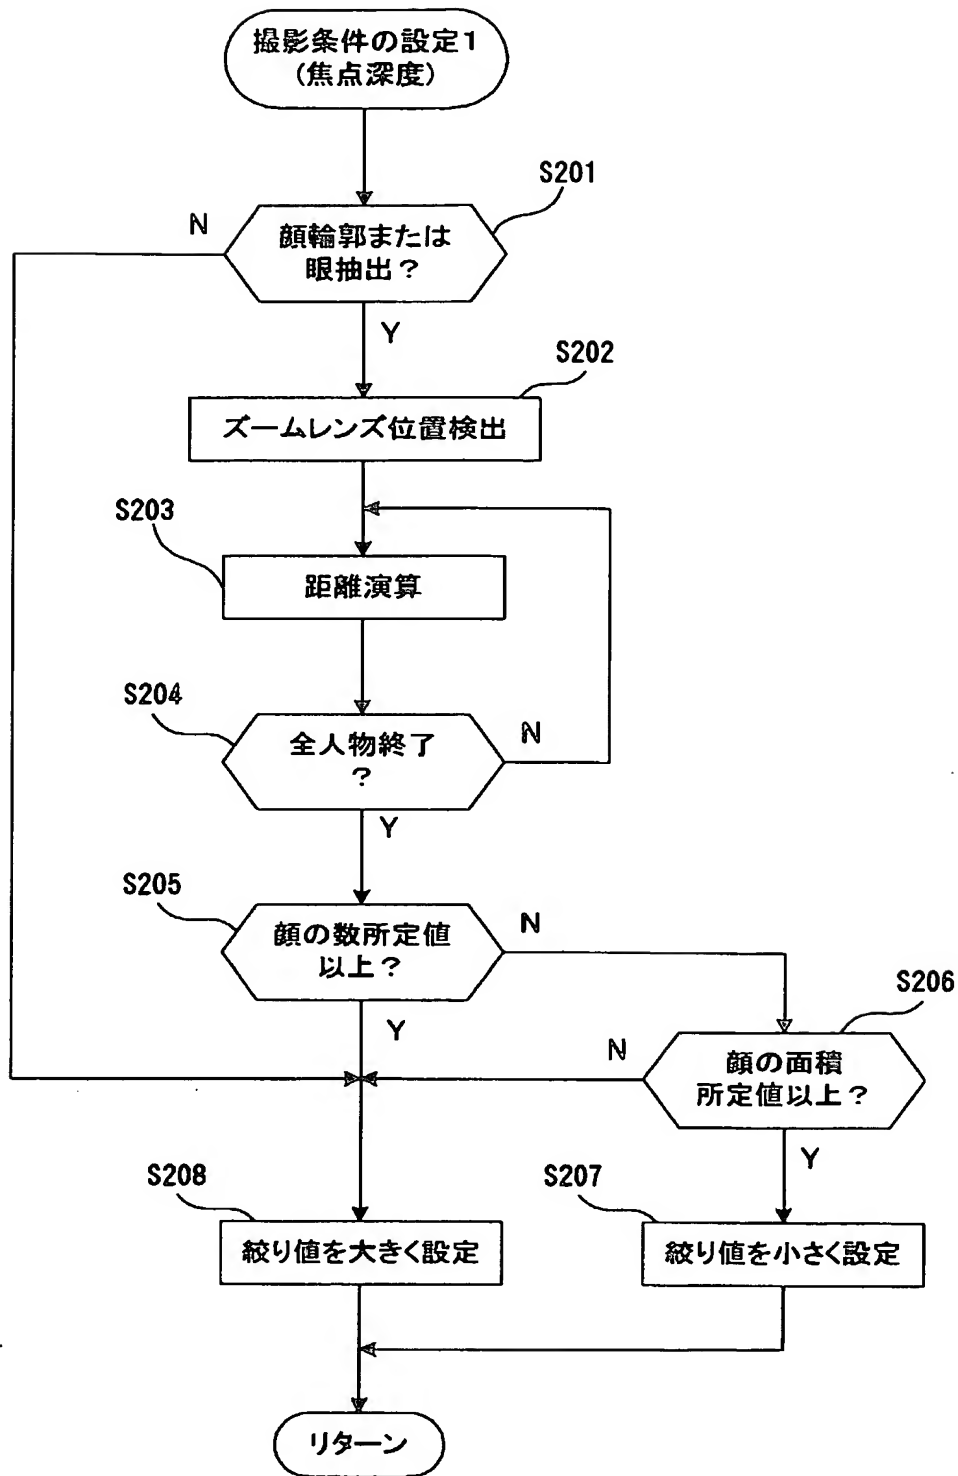 撮影条件の設定1
(焦点深度)
S201
N
顔輪郭または
眼抽出?
Y
S202
ズームレンズ位置検出
S203
距離演算
S204
全人物終了
?
N
Y
S205
顔の数所定値
以上?
N
Y
S206
N
顔の面積
所定値以上?
Y
S208
絞り値を大きく設定
S207
絞り値を小さく設定
リターン